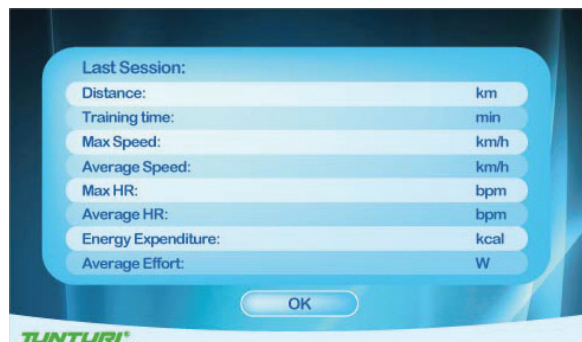 Last Session:
Distance: km
Training time: min
Max Speed: km/h
Average Speed: km/h
Max HR: bpm
Average HR: bpm
Energy Expenditure: kcal
Average Effort: W
OK
TUNTURI®